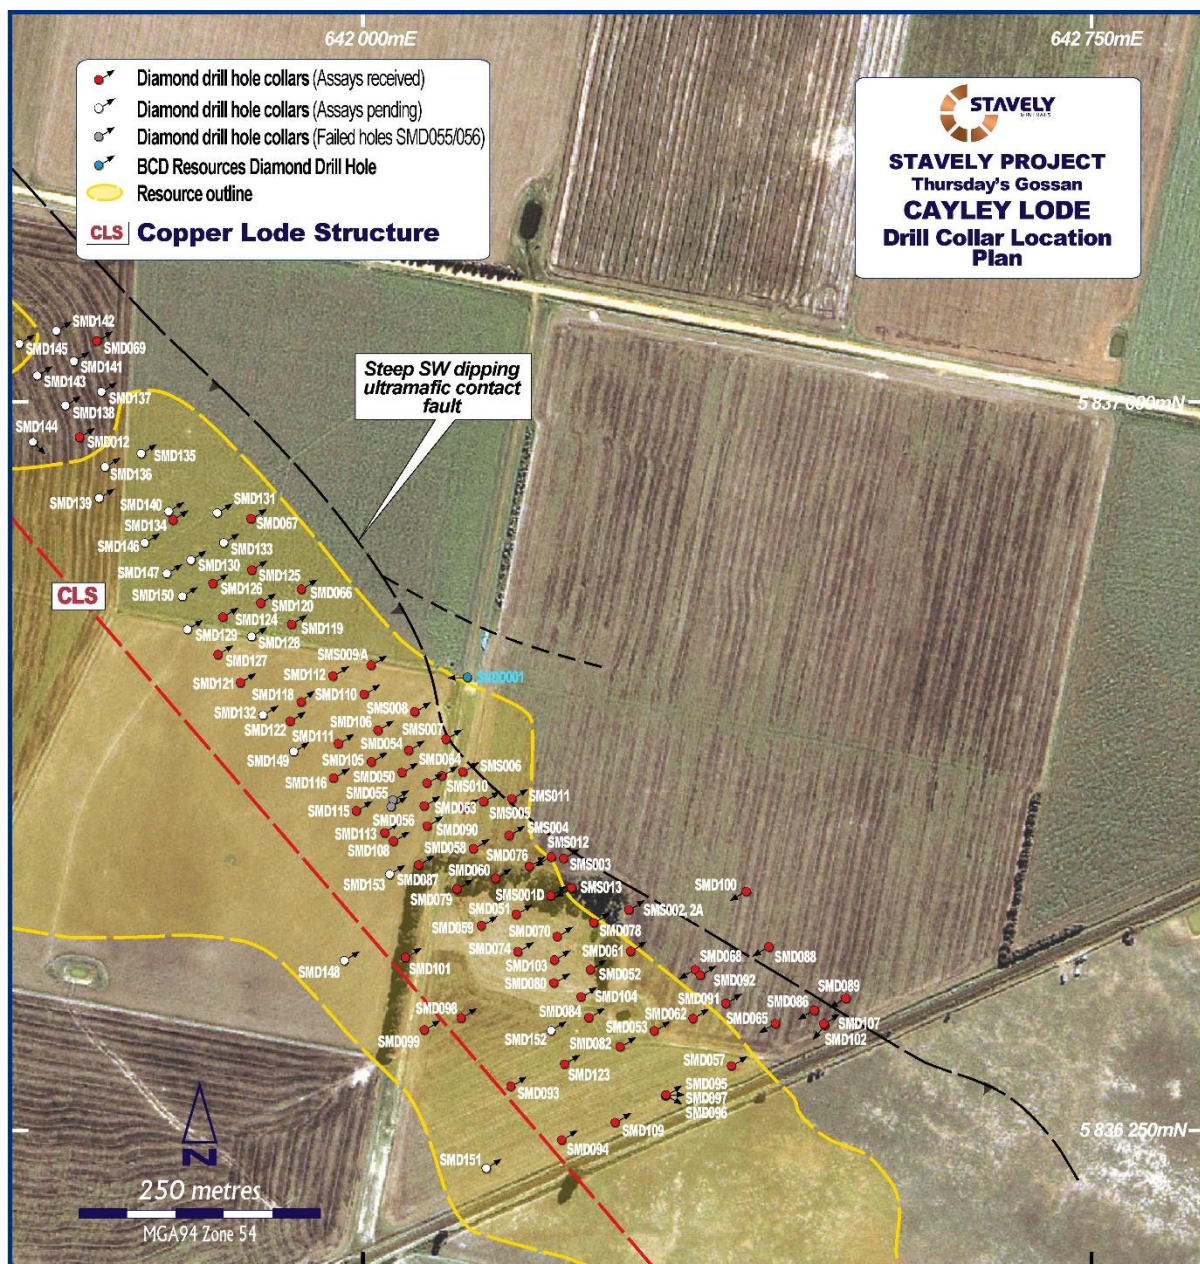 642 000mE
642 750mE
Diamond drill hole collars (Assays received)
Diamond drill hole collars (Assays pending)
Diamond drill hole collars (Failed holes SMD055/056)
BCD Resources Diamond Drill Hole
Resource outline
CLS Copper Lode Structure
STAVELY
MINERALS
STAVELY PROJECT
Thursday's Gossan
CAYLEY LODE
Drill Collar Location
Plan
Steep SW dipping
ultramafic contact
fault
5 837 000mN
SMD142
SMD145
SMD069
SMD141
SMD143
SMD137
SMD138
SMD144
SMD012
SMD135
SMD136
SMD139
SMD140
SMD131
SMD134
SMD067
SMD146
SMD133
SMD130
SMD147
SMD125
SMD126
SMD150
SMD066
SMD120
CLS
SMD124
SMD119
SMD129
SMD128
SMD127
SMS009/A
SMD112
SMD121
SMD118
SMD110
SMD132
SMS008
SMD122
SMD106
SMS007
SMD111
SMD054
SMD149
SMD105
SMD084
SMS006
SMD116
SMD050
SMS010
SMD055
SMS011
SMD115
SMD063
SMS005
SMD056
SMD113
SMD090
SMS004
SMD108
SMD058
SMD076
SMS012
SMS003
SMD153
SMD087
SMD060
SMD079
SMS001D
SMS013
SMD100
SMD051
SMS002, 2A
SMD059
SMD070
SMD078
SMD074
SMD061
SMD088
SMD148
SMD101
SMD103
SMD068
SMD052
SMD092
SMD080
SMD089
SMD104
SMD091
SMD086
SMD098
SMD084
SMD062
SMD065
SMD107
SMD099
SMD152
SMD053
SMD102
SMD082
SMD057
SMD123
SMD093
SMD095
SMD097
SMD096
SMD109
SMD094
SMD151
5 836 250mN
N
250 metres
MGA94 Zone 54